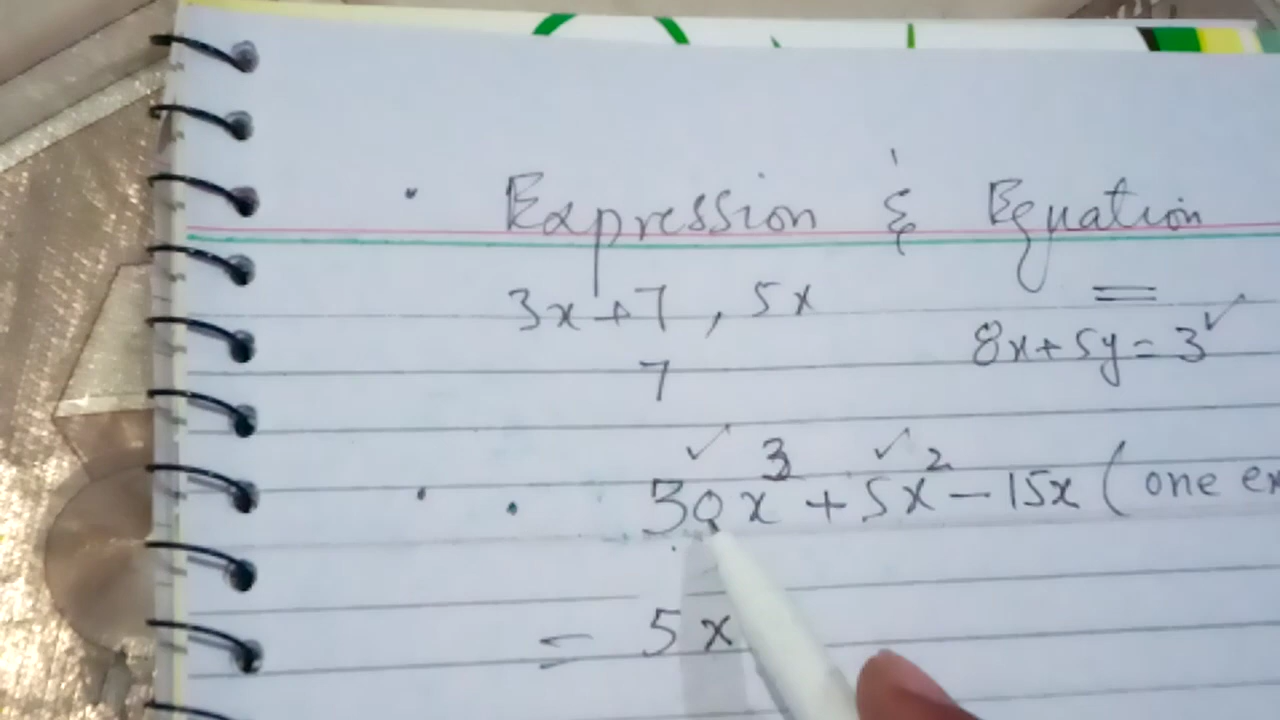 Expression & Equation
=
3x+7, 5x
8x+5y=3✓
7
✓ ✓
30x³+5x²-15x (one ex
= 5x